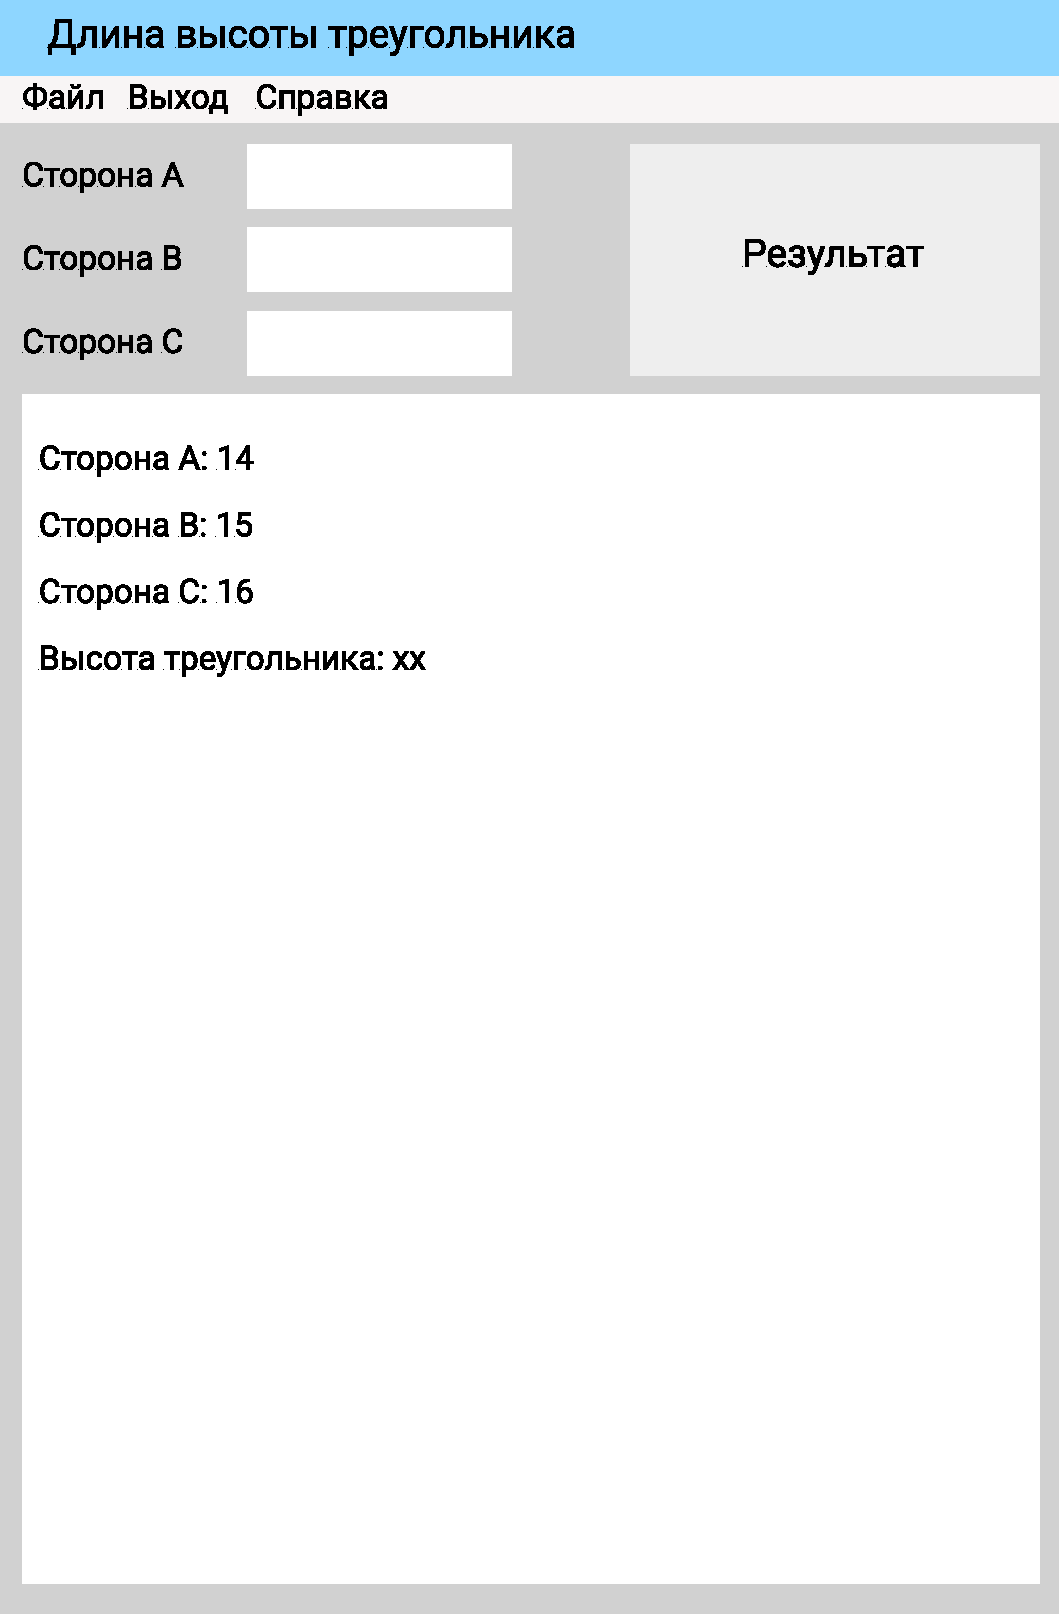 Длина высоты треугольника
Файл Выход Справка
Сторона A
Сторона B
Сторона C
Результат
Сторона A: 14
Сторона B: 15
Сторона C: 16
Высота треугольника: xx